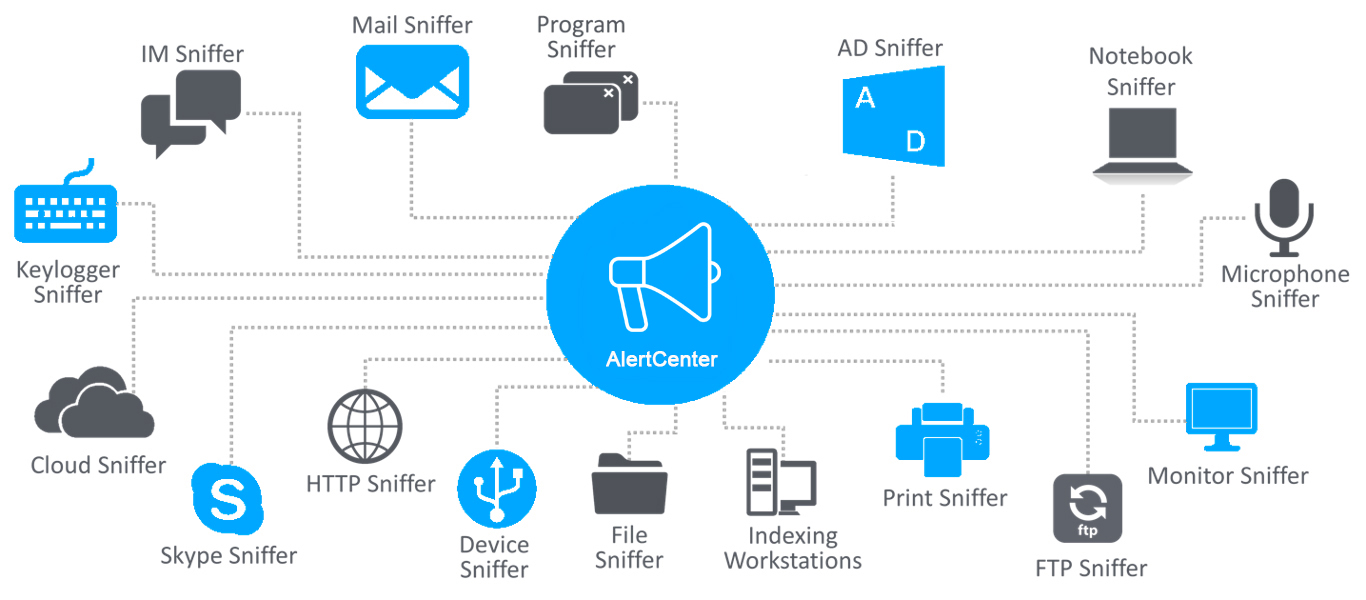 IM Sniffer
Mail Sniffer
Program
Sniffer
AD Sniffer
A
D
Notebook
Sniffer
Keylogger
Sniffer
Microphone
Sniffer
AlertCenter
Cloud Sniffer
S
Skype Sniffer
HTTP Sniffer
Device
Sniffer
File
Sniffer
Indexing
Workstations
Print Sniffer
ftp
FTP Sniffer
Monitor Sniffer